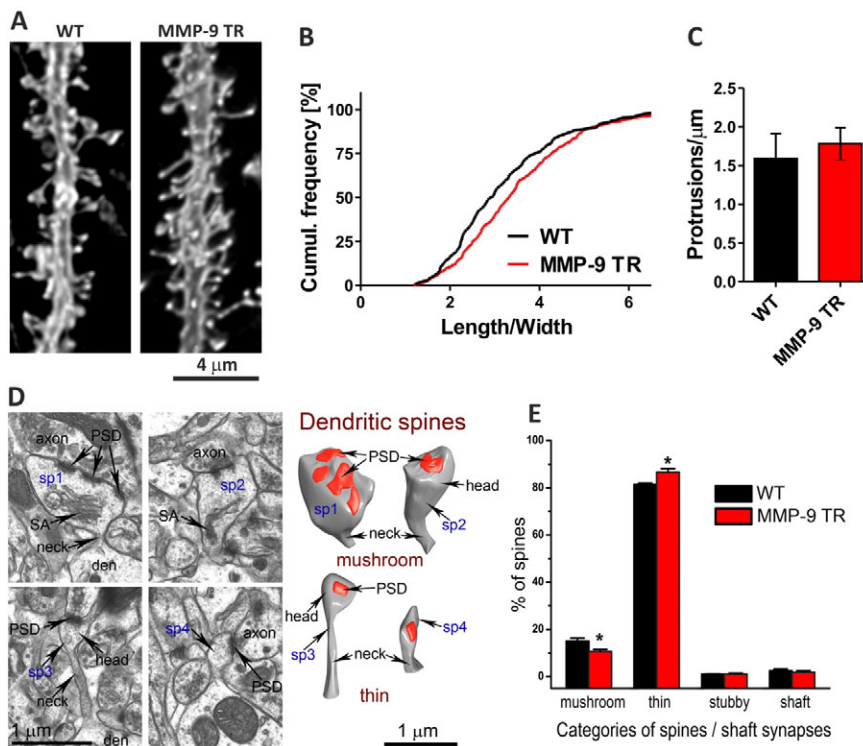 A
WT
MMP-9 TR
4 μm
B
Cumul. frequency [%]
100
75
50
25
0
0
2
4
6
WT
MMP-9 TR
Length/Width
C
Protrusions/μm
2.5
2.0
1.5
1.0
0.5
0.0
WT
MMP-9 TR
D
axon
PSD
sp1
SA
neck
den
axon
sp2
SA
PSD
sp3
head
neck
1 μm
den
sp4
axon
PSD
Dendritic spines
PSD
head
sp1
sp2
neck
mushroom
PSD
head
sp4
sp3
neck
thin
1 μm
E
% of spines
100
80
60
40
20
0
*
*
WT
MMP-9 TR
mushroom
thin
stubby
shaft
Categories of spines / shaft synapses